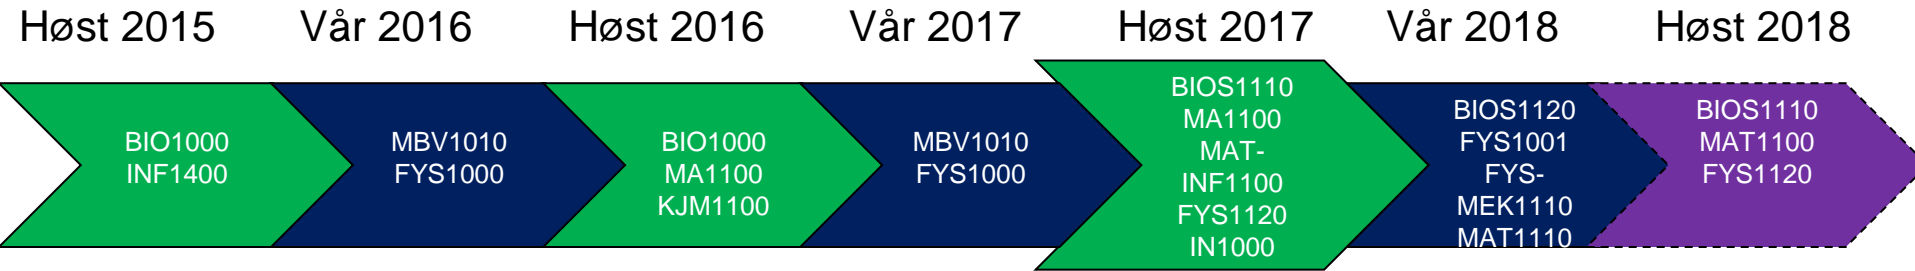 Høst 2015 Vår 2016 Høst 2016 Vår 2017 Høst 2017 Vår 2018 Høst 2018
BIO1000
INF1400
MBV1010
FYS1000
BIO1000
MA1100
KJM1100
MBV1010
FYS1000
BIOS1110
MA1100
MAT-
INF1100
FYS1120
IN1000
BIOS1120
FYS1001
FYS-
MEK1110
MAT1110
BIOS1110
MAT1100
FYS1120